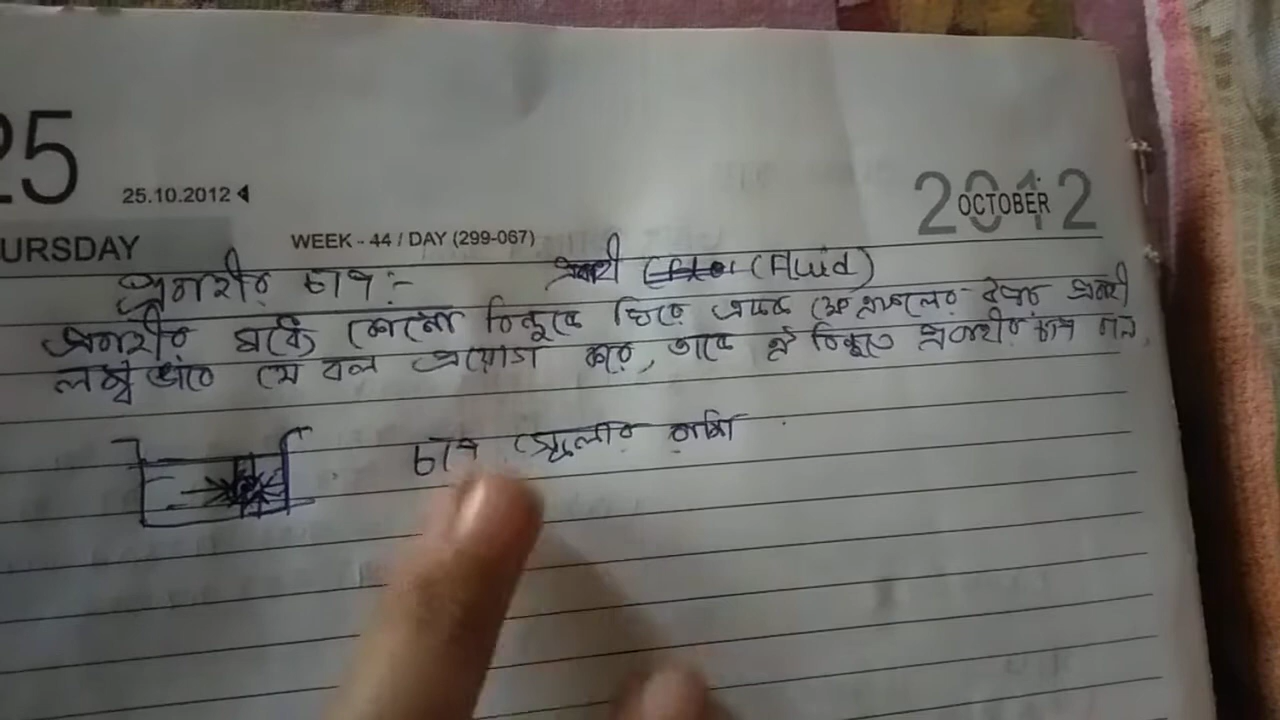 25
25.10.2012
2012
OCTOBER
URSDAY
WEEK - 44 / DAY (299-067)
প্রবাহীর চাপ :- প্রবাহী (Fluid)
প্রবাহীর মধ্যে কোনো বিন্দুকে ঘিরে একক ক্ষেত্রফলের উপর প্রবাহী
লম্ব ভাবে যে বল প্রয়োগ করে, তাকে ঐ বিন্দুতে প্রবাহীর চাপ বলে,
চাপ স্কেলার রাশি